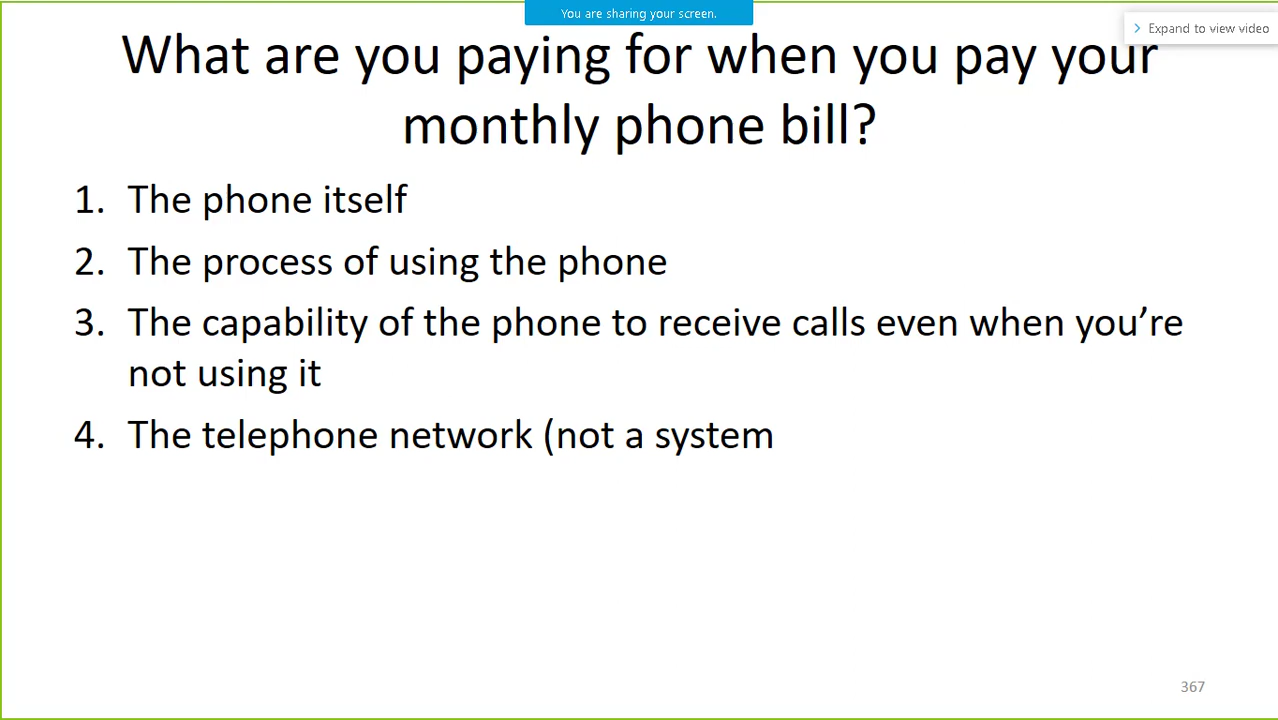 You are sharing your screen.
Expand to view video
What are you paying for when you pay your
monthly phone bill?
1. The phone itself
2. The process of using the phone
3. The capability of the phone to receive calls even when you’re
not using it
4. The telephone network (not a system
367